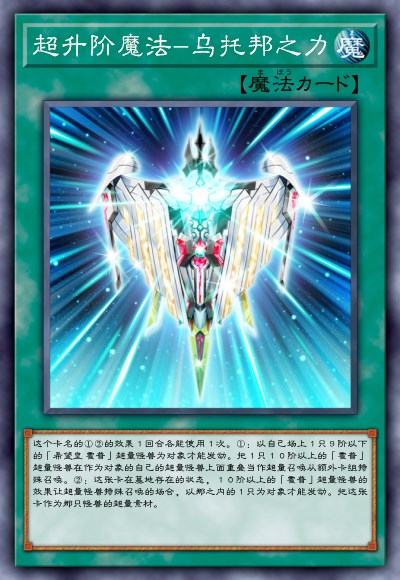 超升阶魔法-乌托邦之力
魔
【魔法カード】
まほう
这个卡名的①②的效果1回合各能使用1次。①:以自己场上1只9阶以下
的「希望皇 霍普」超量怪兽为对象才能发动。把1只10阶以上的「霍普」
超量怪兽在作为对象的自己的超量怪兽上面重叠当作超量召唤从额外卡组特
殊召唤。②:这张卡在墓地存在的状态,10阶以上的「霍普」超量怪兽的
效果让超量怪兽特殊召唤的场合,以那之内的1只为对象才能发动。把这张
卡作为那只怪兽的超量素材。